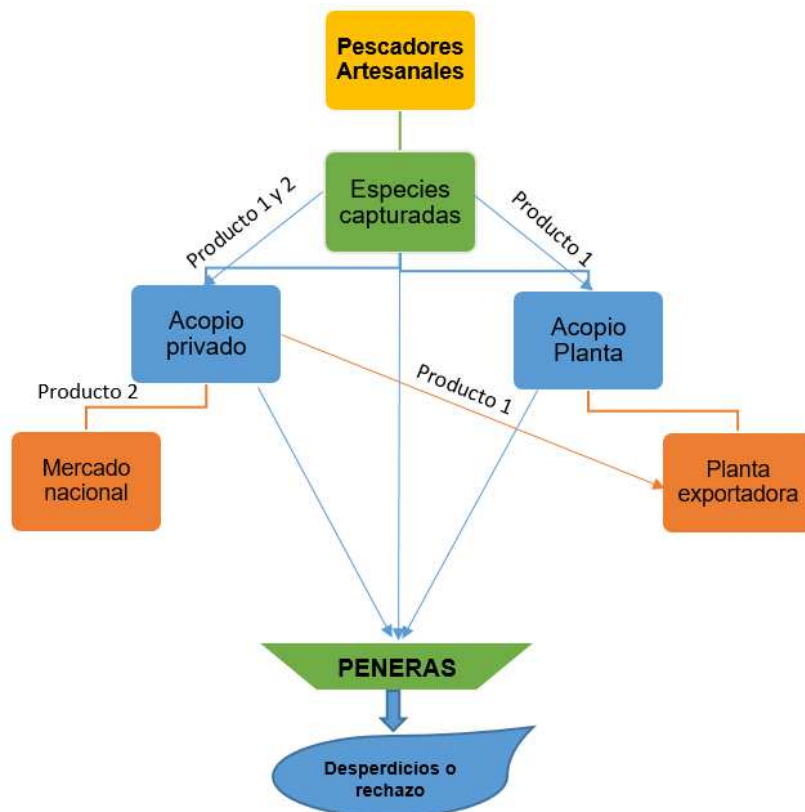 Pescadores
Artesanales
Especies
capturadas
Producto 1 y 2
Producto 1
Acopio
privado
Acopio
Planta
Producto 2
Producto 1
Mercado
nacional
Planta
exportadora
PENERAS
Desperdicios o
rechazo